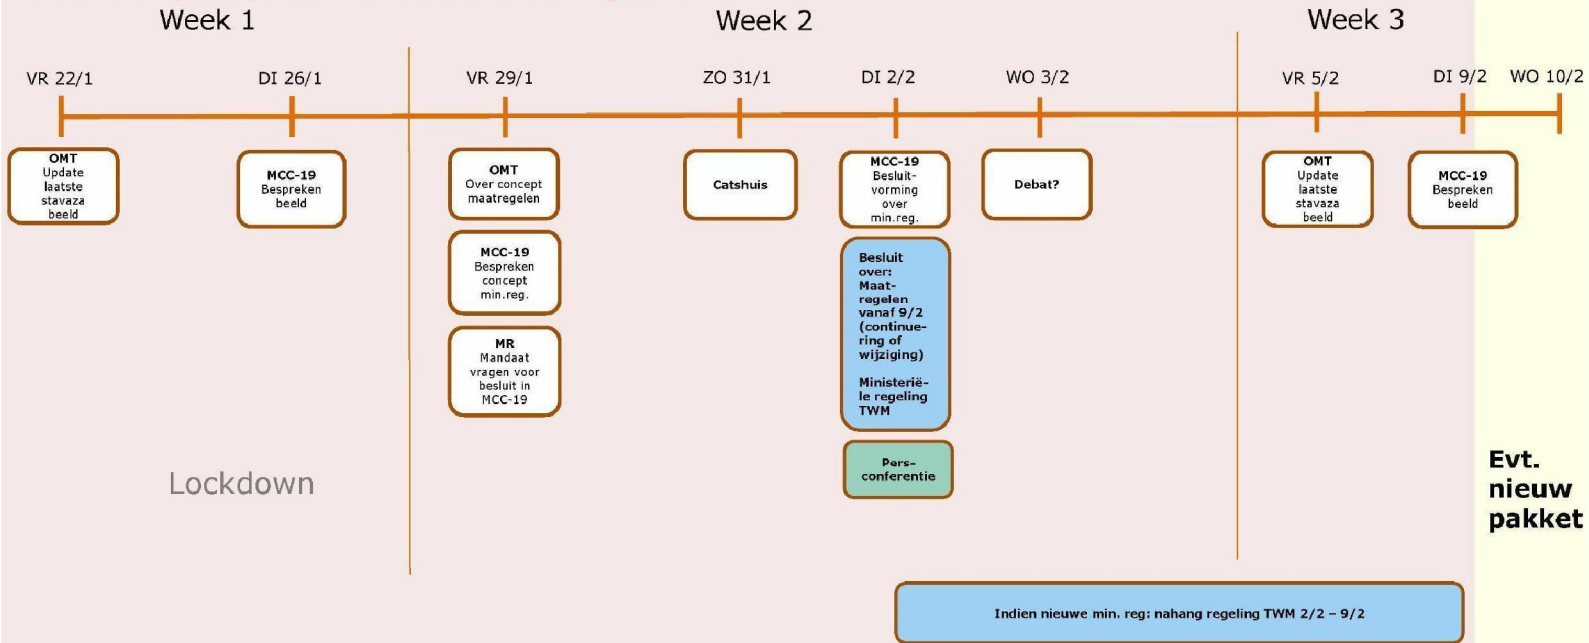 Week 1
Week 2
Week 3
VR 22/1
DI 26/1
VR 29/1
ZO 31/1
DI 2/2
WO 3/2
VR 5/2
DI 9/2
WO 10/2
OMT
Update
laatste
stavaza
beeld
MCC-19
Bespreken
beeld
OMT
Over concept
maatregelen
MCC-19
Bespreken
concept
min.reg.
MR
Mandaat
vragen voor
besluit in
MCC-19
Catshuis
MCC-19
Besluit-
vorming
over
min.reg.
Besluit
over:
Maat-
regelen
vanaf 9/2
(continue-
ring of
wijziging)
Ministerië-
le regeling
TWM
Pers-
conferentie
Debat?
OMT
Update
laatste
stavaza
beeld
MCC-19
Bespreken
beeld
Lockdown
Evt.
nieuw
pakket
Indien nieuwe min. reg: nahang regeling TWM 2/2 – 9/2